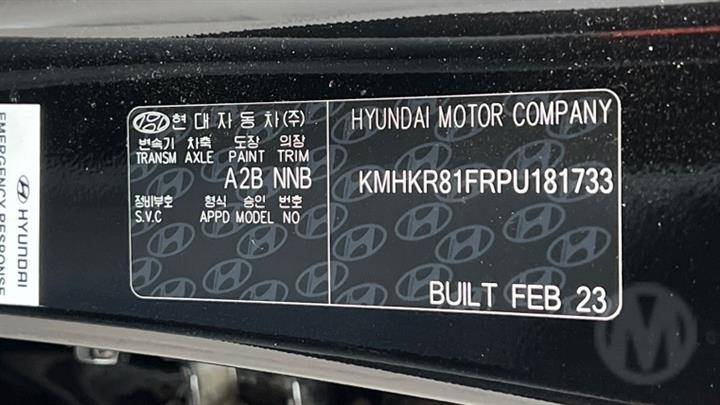 현대자동차(주)
변속기 차축 도장 의장
TRANSM AXLE PAINT TRIM
A2B NNB
정비부호 형식 승인 번호
S.V.C APPD MODEL NO
HYUNDAI MOTOR COMPANY
KMHKR81FRPU181733
BUILT FEB 23
HYUNDAI
EMERGENCY RESPONSE
M